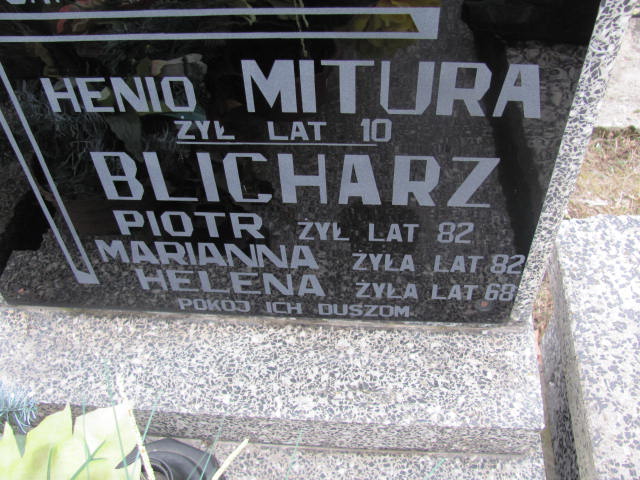 HENIO MITURA
ŻYŁ LAT 10
BLICHARZ
PIOTR ŻYŁ LAT 82
MARIANNA ŻYŁA LAT 82
HELENA ŻYŁA LAT 68
POKÓJ ICH DUSZOM